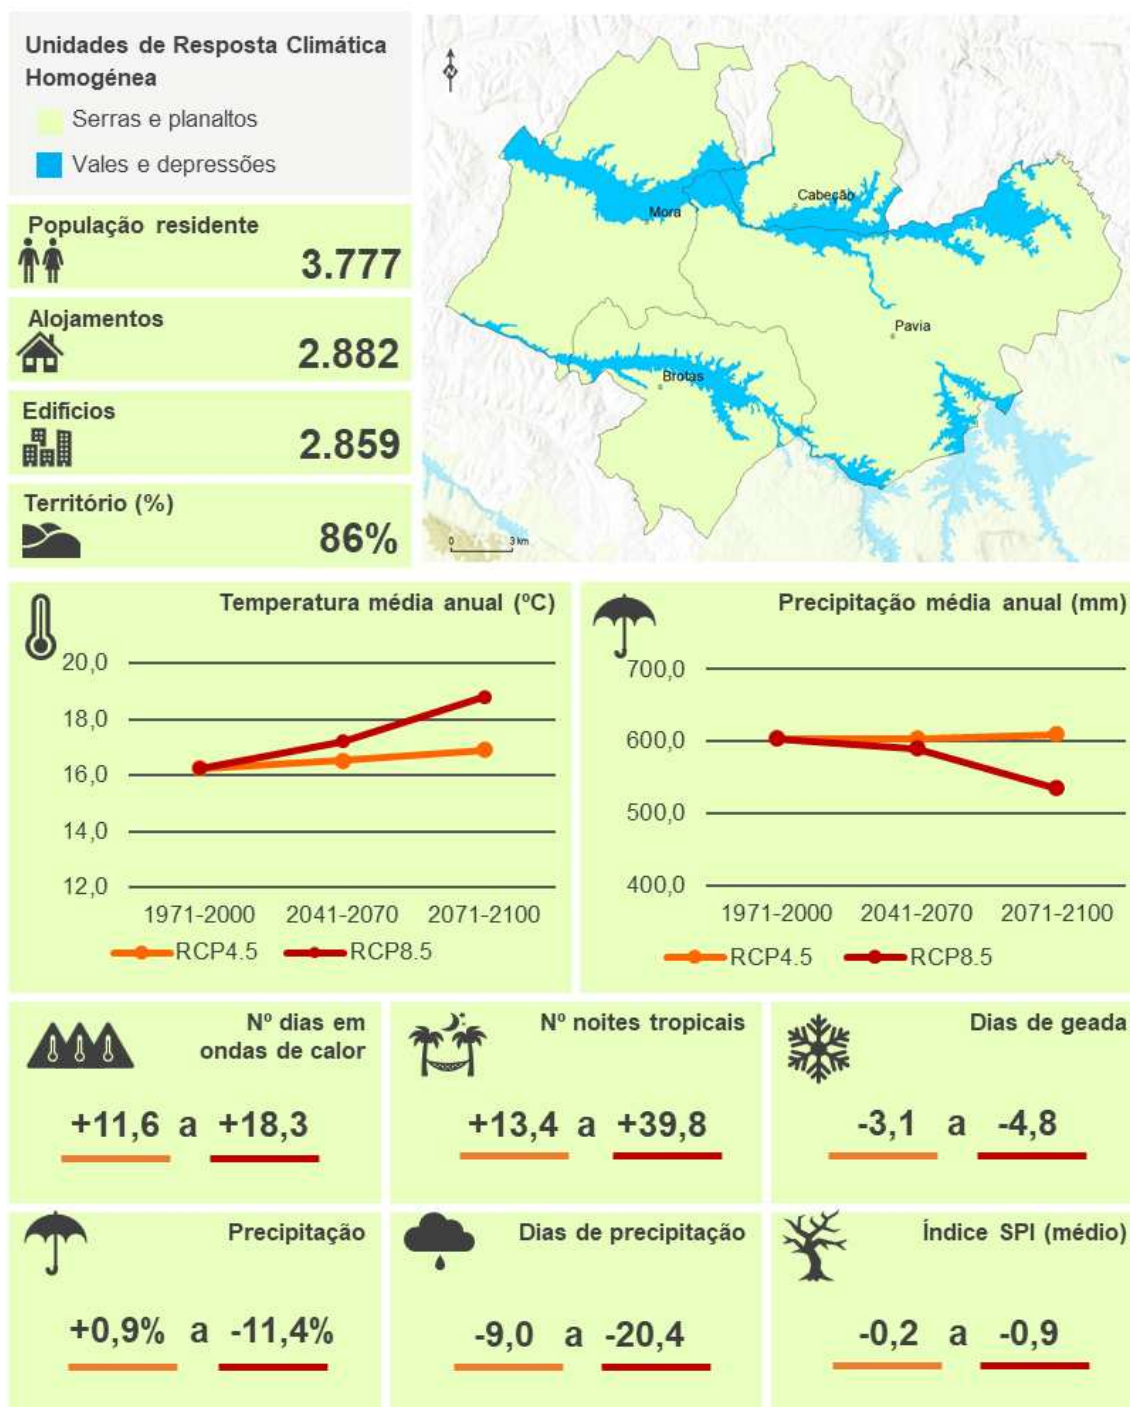 Unidades de Resposta Climática
Homogénea
Serras e planaltos
Vales e depressões
População residente
3.777
Alojamentos
2.882
Edificios
2.859
Território (%)
86%
N
Cabeção
Mora
Pavia
Brotas
0 3 km
Temperatura média anual (ºC)
20,0
18,0
16,0
14,0
12,0
1971-2000 2041-2070 2071-2100
RCP4.5 RCP8.5
Precipitação média anual (mm)
700,0
600,0
500,0
400,0
1971-2000 2041-2070 2071-2100
RCP4.5 RCP8.5
Nº dias em
ondas de calor
+11,6 a +18,3
Nº noites tropicais
+13,4 a +39,8
Dias de geada
-3,1 a -4,8
Precipitação
+0,9% a -11,4%
Dias de precipitação
-9,0 a -20,4
Índice SPI (médio)
-0,2 a -0,9